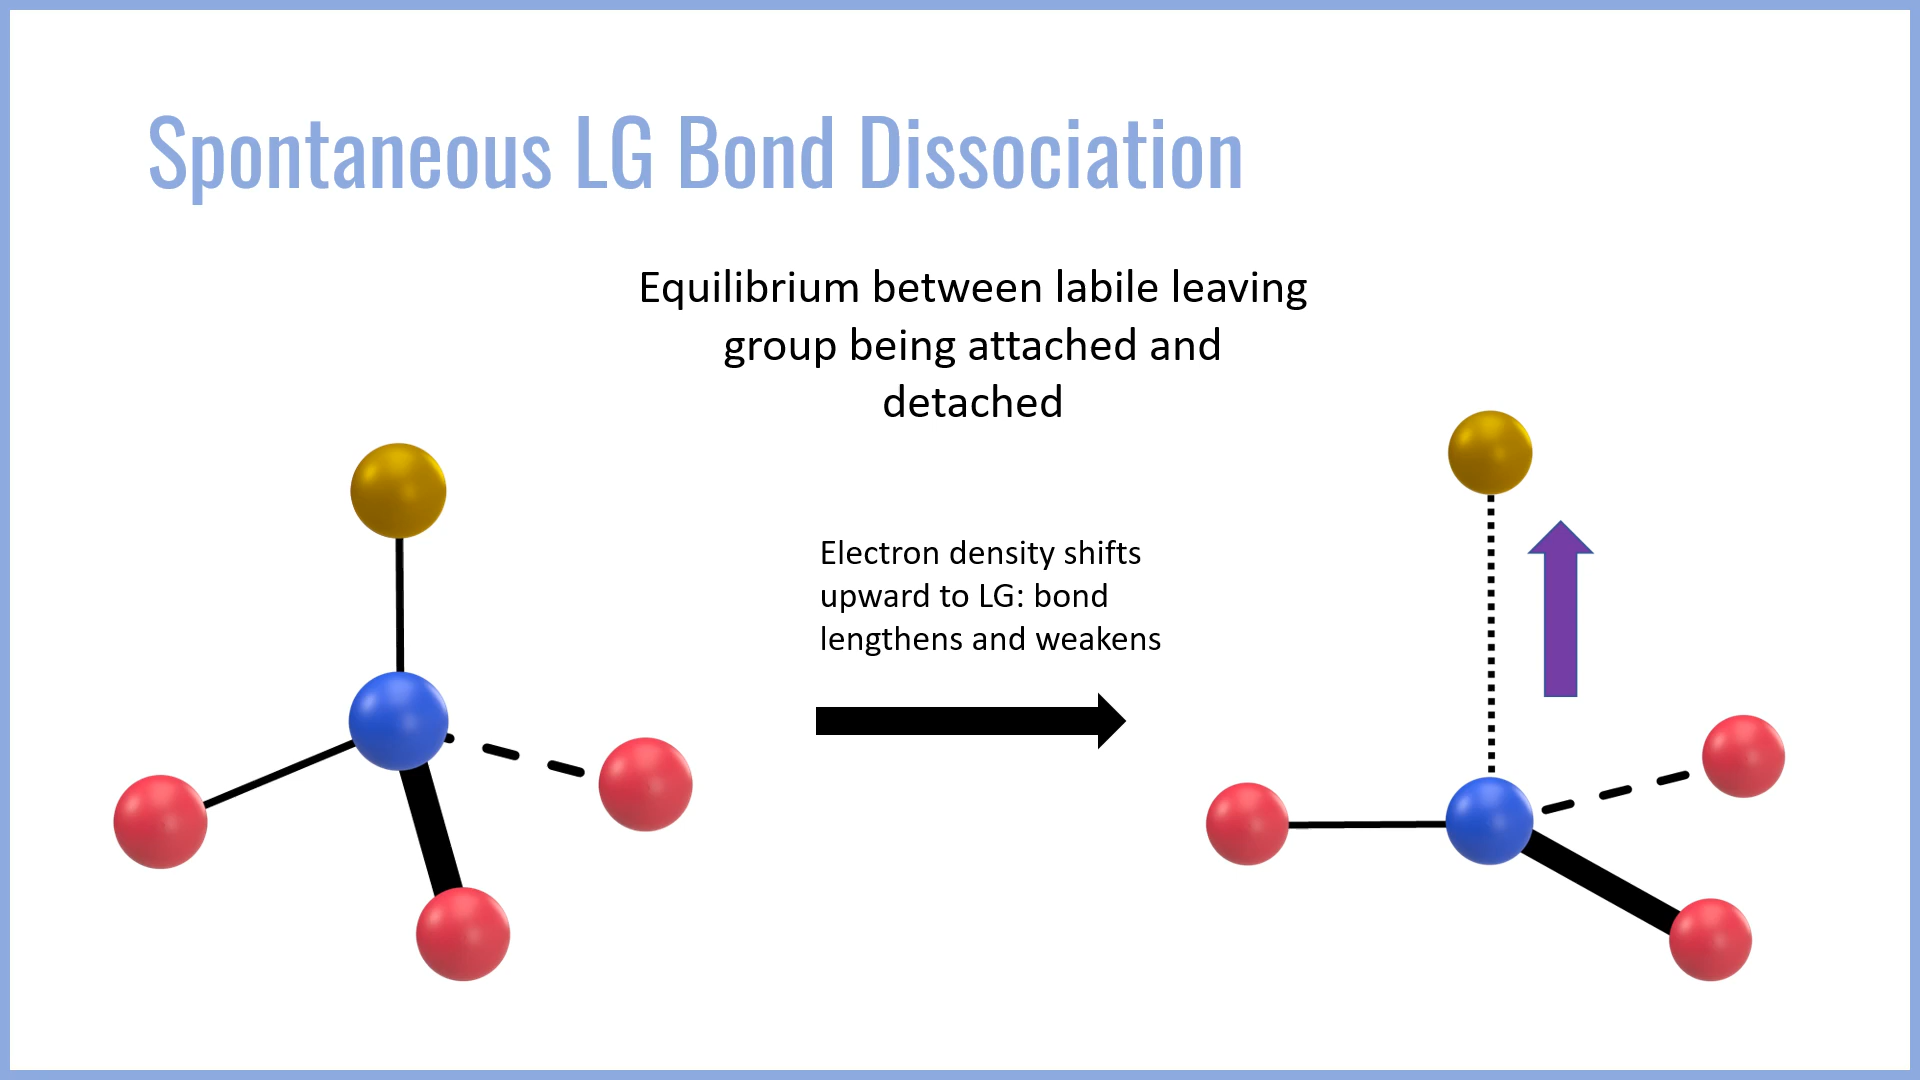 Spontaneous LG Bond Dissociation
Equilibrium between labile leaving
group being attached and
detached
Electron density shifts
upward to LG: bond
lengthens and weakens